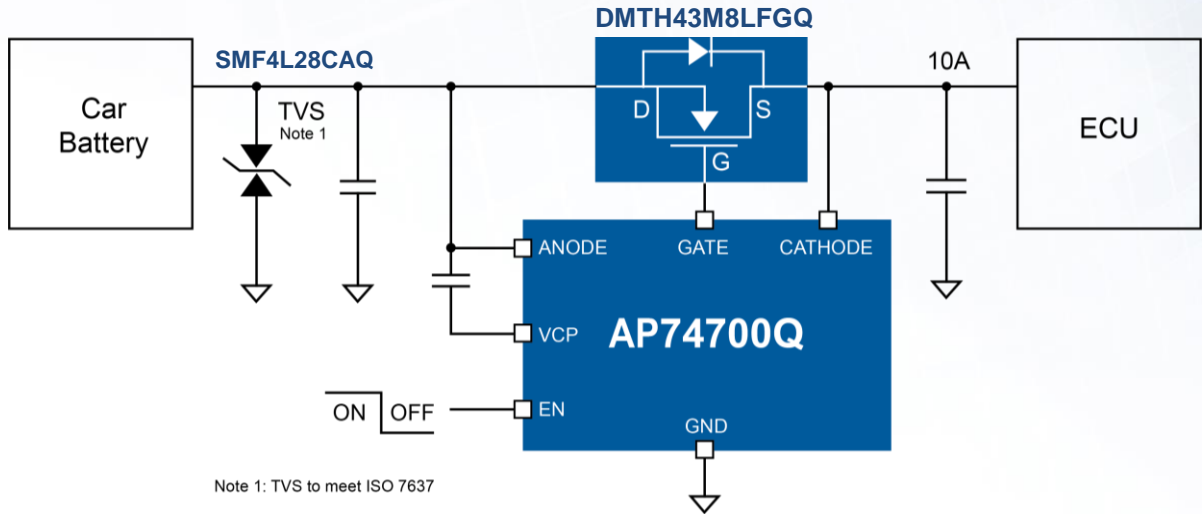 DMTH43M8LFGQ
SMF4L28CAQ
10A
Car
Battery
TVS
Note 1
D
S
G
ECU
ANODE
GATE
CATHODE
VCP
AP74700Q
ON
OFF
EN
GND
Note 1: TVS to meet ISO 7637